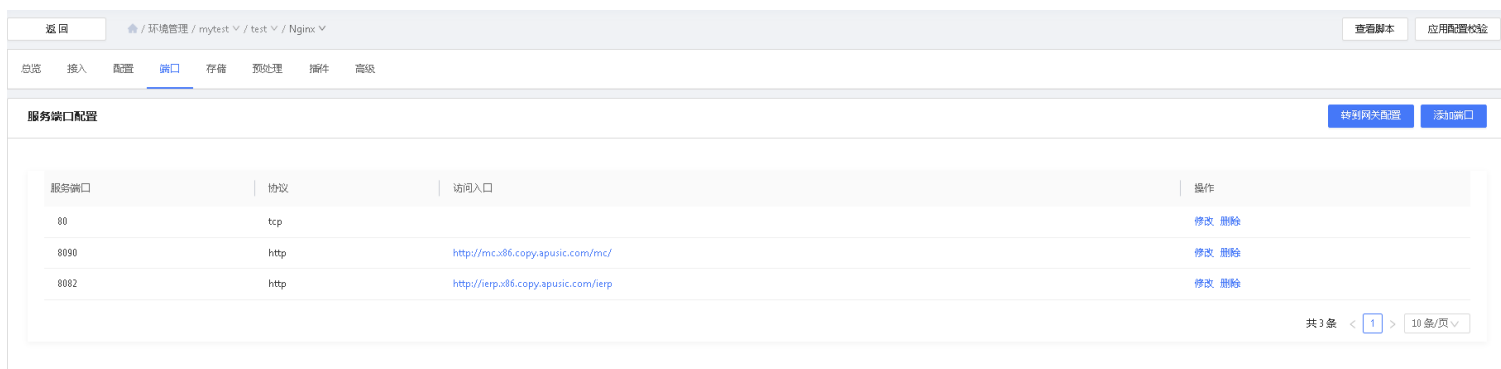 返 回 / 环境管理 / mytest / test / Nginx 查看脚本 应用配置校验
总览 接入 配置 端口 存储 预处理 插件 高级
服务端口配置 转到网关配置 添加端口
服务端口 协议 访问入口 操作
80 tcp 修改 删除
8090 http http://mc.x86.copy.apusic.com/mc/ 修改 删除
8082 http http://ierp.x86.copy.apusic.com/ierp 修改 删除
共 3 条 < 1 > 10 条/页